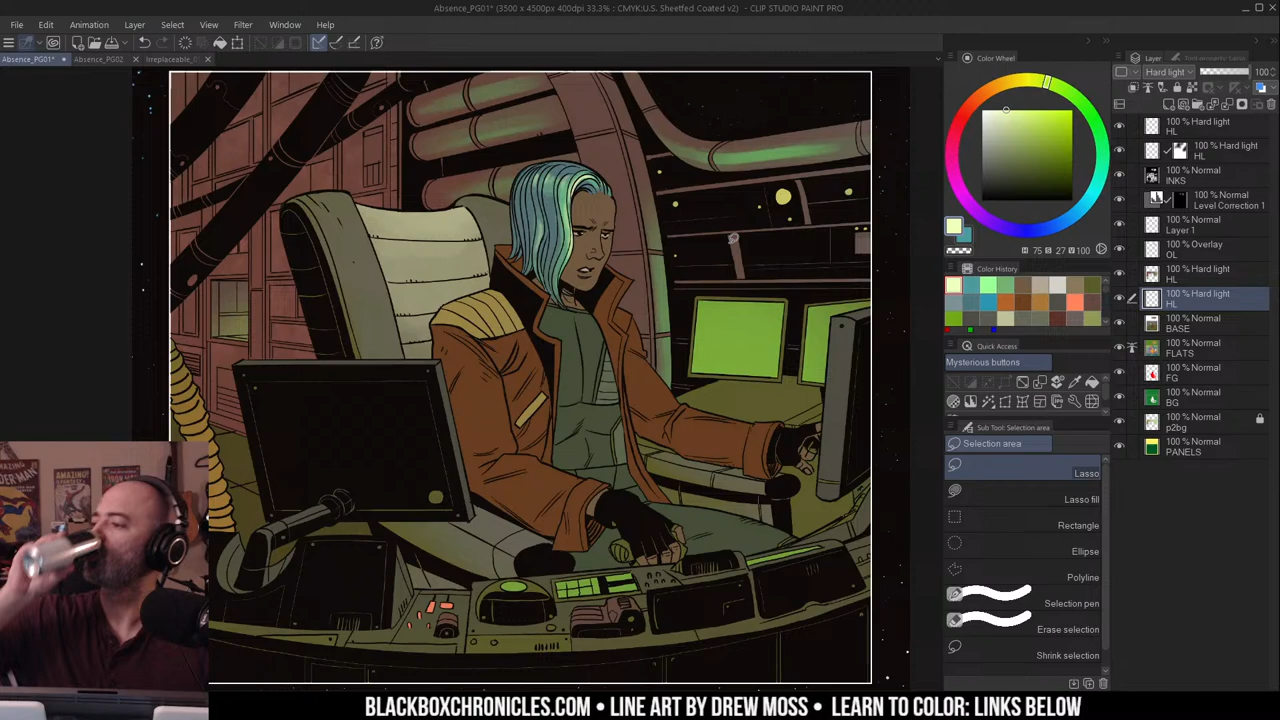 Absence_PG01* (3500 x 4500px 400dpi 33.3% : CMYK:U.S. Sheetfed Coated v2) - CLIP STUDIO PAINT PRO
File Edit Animation Layer Select View Filter Window Help
Absence_PG01* Absence_PG02 Irreplaceable_0
Color Wheel
H 75 S 27 V 100
Color History
Quick Access
Mysterious buttons
Sub Tool: Selection area
Selection area
Lasso
Lasso fill
Rectangle
Ellipse
Polyline
Selection pen
Erase selection
Shrink selection
Layer
Hard light 100
100 % Hard light
HL
100 % Hard light
HL
100 % Normal
INKS
100 % Normal
Level Correction 1
100 % Normal
Layer 1
100 % Overlay
OL
100 % Hard light
HL
100 % Hard light
HL
100 % Normal
BASE
100 % Normal
FLATS
100 % Normal
FG
100 % Normal
BG
100 % Normal
p2bg
100 % Normal
PANELS
BLACKBOXCHRONICLES.COM • LINE ART BY DREW MOSS • LEARN TO COLOR: LINKS BELOW